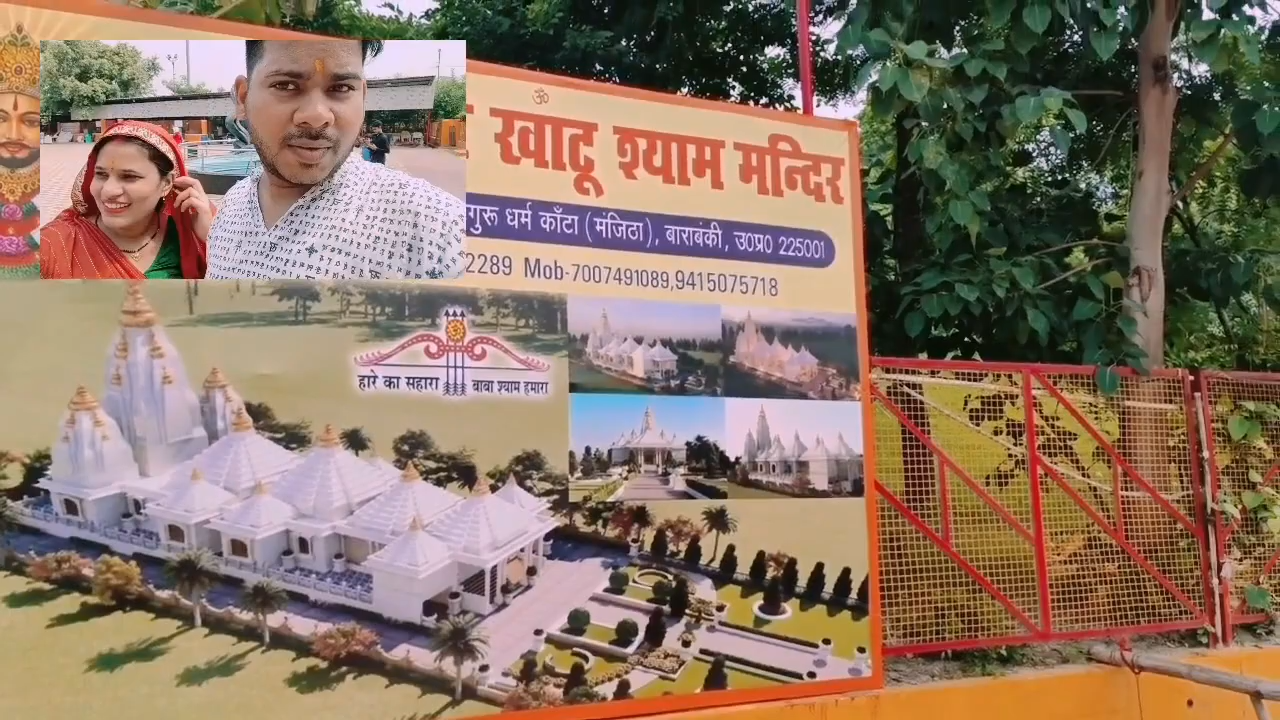 ॐ
खाटू श्याम मन्दिर
गुरू धर्म काँटा (मंजिठा), बाराबंकी, उ0प्र0 225001
2289 Mob-7007491089,9415075718
हारे का सहारा बाबा श्याम हमारा